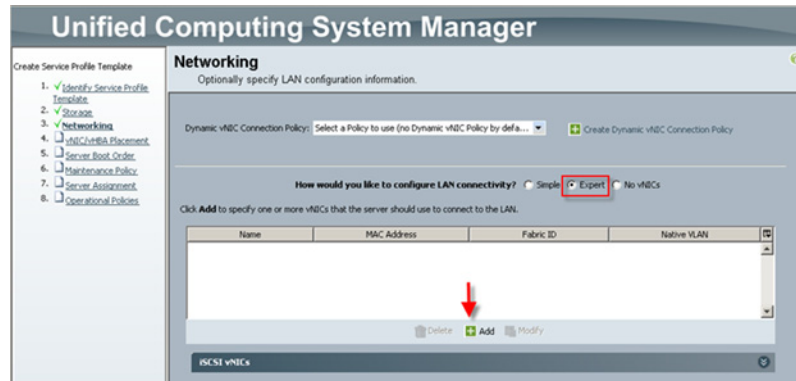 Unified Computing System Manager
Create Service Profile Template
1. √Identify Service Profile
Template
2. √Storage
3. √Networking
4. vNIC/vHBA Placement
5. Server Boot Order
6. Maintenance Policy
7. Server Assignment
8. Operational Policies
Networking
Optionally specify LAN configuration information.
Dynamic vNIC Connection Policy: Select a Policy to use (no Dynamic vNIC Policy by defa... Create Dynamic vNIC Connection Policy
How would you like to configure LAN connectivity? Simple Expert No vNICs
Click Add to specify one or more vNICs that the server should use to connect to the LAN.
Name MAC Address Fabric ID Native VLAN
Delete Add Modify
iSCSI vNICs